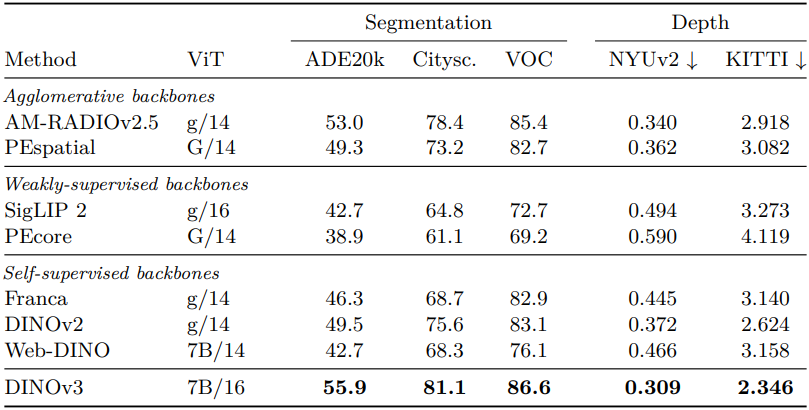 Segmentation Depth
Method ViT ADE20k Citysc. VOC NYUv2 ↓ KITTI ↓
Agglomerative backbones
AM-RADIOv2.5 g/14 53.0 78.4 85.4 0.340 2.918
PEspatial G/14 49.3 73.2 82.7 0.362 3.082
Weakly-supervised backbones
SigLIP 2 g/16 42.7 64.8 72.7 0.494 3.273
PEcore G/14 38.9 61.1 69.2 0.590 4.119
Self-supervised backbones
Franca g/14 46.3 68.7 82.9 0.445 3.140
DINOv2 g/14 49.5 75.6 83.1 0.372 2.624
Web-DINO 7B/14 42.7 68.3 76.1 0.466 3.158
DINOv3 7B/16 55.9 81.1 86.6 0.309 2.346